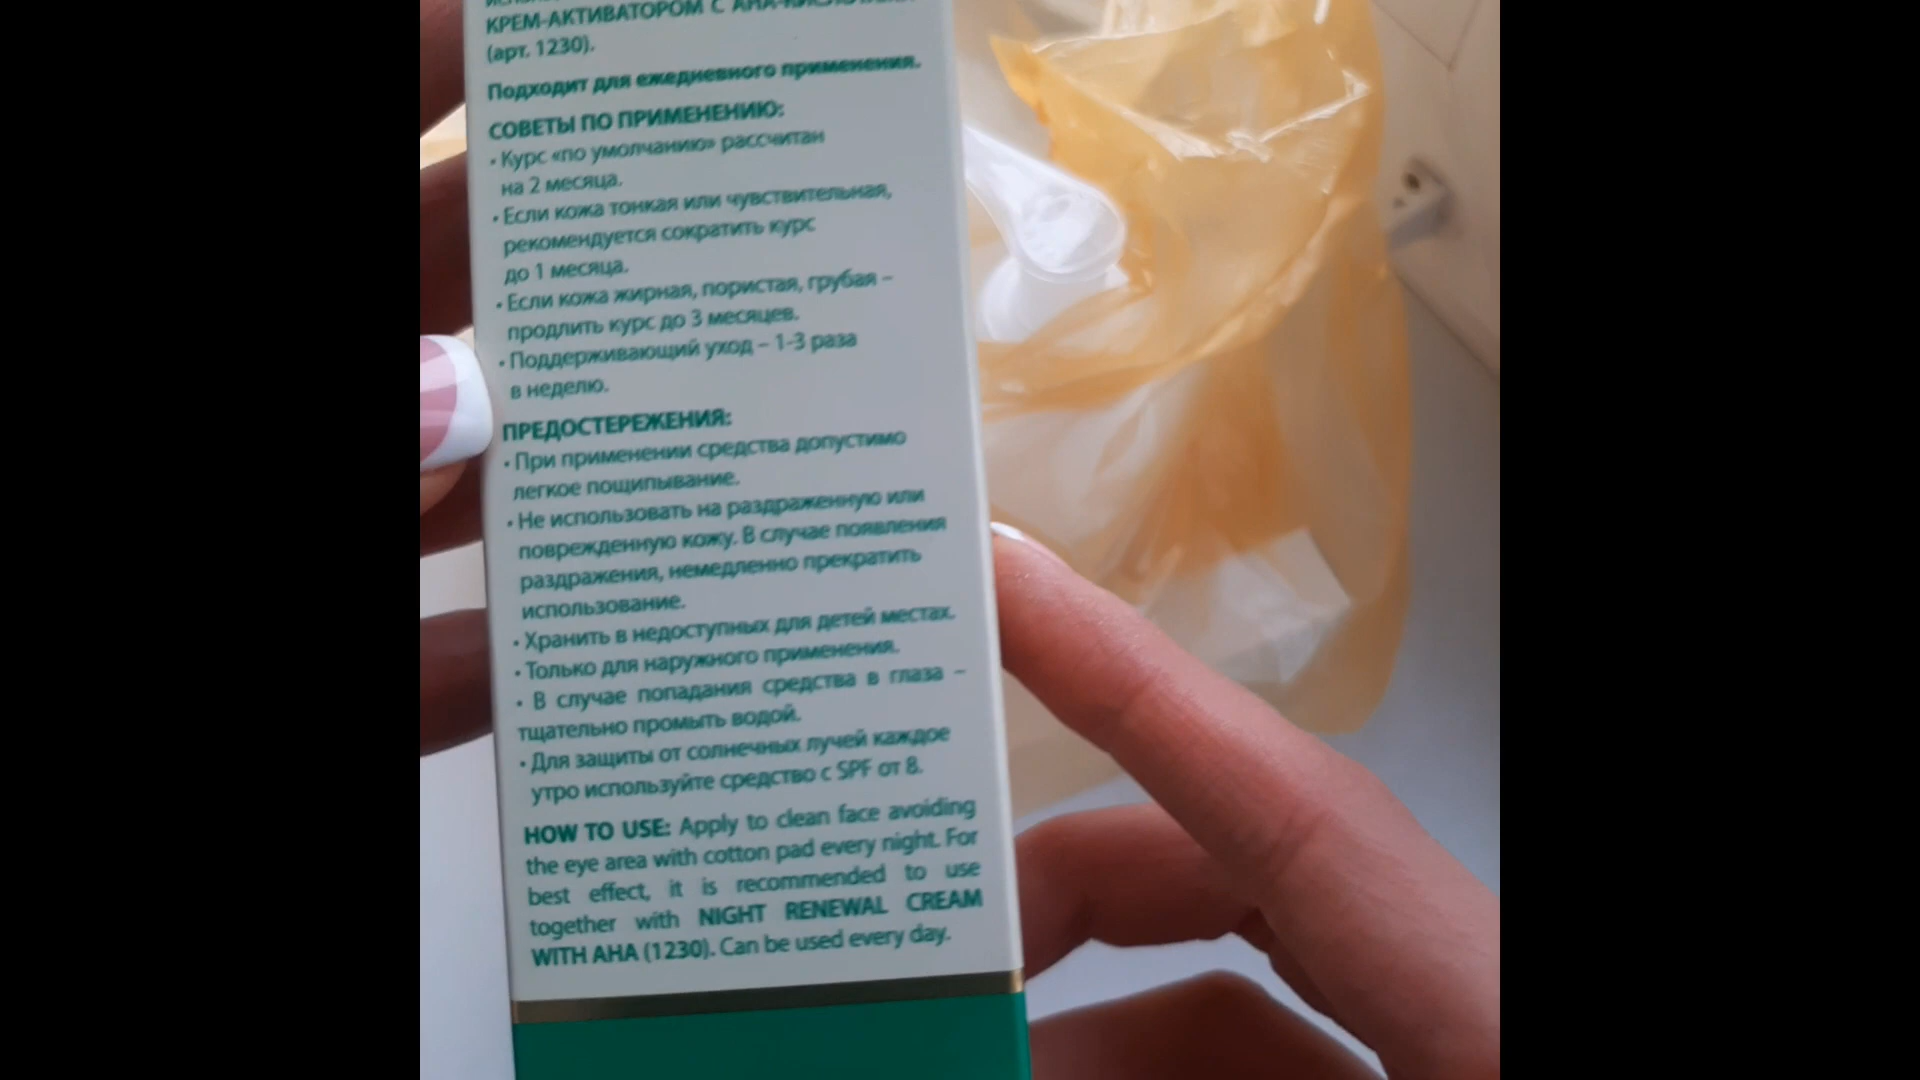 КРЕМ-АКТИВАТОРОМ С АНА-КИСЛОТАМИ
(арт. 1230).
Подходит для ежедневного применения.
СОВЕТЫ ПО ПРИМЕНЕНИЮ:
• Курс «по умолчанию» рассчитан
на 2 месяца.
• Если кожа тонкая или чувствительная,
рекомендуется сократить курс
до 1 месяца.
• Если кожа жирная, пористая, грубая –
продлить курс до 3 месяцев.
• Поддерживающий уход – 1-3 раза
в неделю.
ПРЕДОСТЕРЕЖЕНИЯ:
• При применении средства допустимо
легкое пощипывание.
• Не использовать на раздраженную или
поврежденную кожу. В случае появления
раздражения, немедленно прекратить
использование.
• Хранить в недоступных для детей местах.
• Только для наружного применения.
• В случае попадания средства в глаза –
тщательно промыть водой.
• Для защиты от солнечных лучей каждое
утро используйте средство с SPF от 8.
HOW TO USE: Apply to clean face avoiding
the eye area with cotton pad every night. For
best effect, it is recommended to use
together with NIGHT RENEWAL CREAM
WITH AHA (1230). Can be used every day.